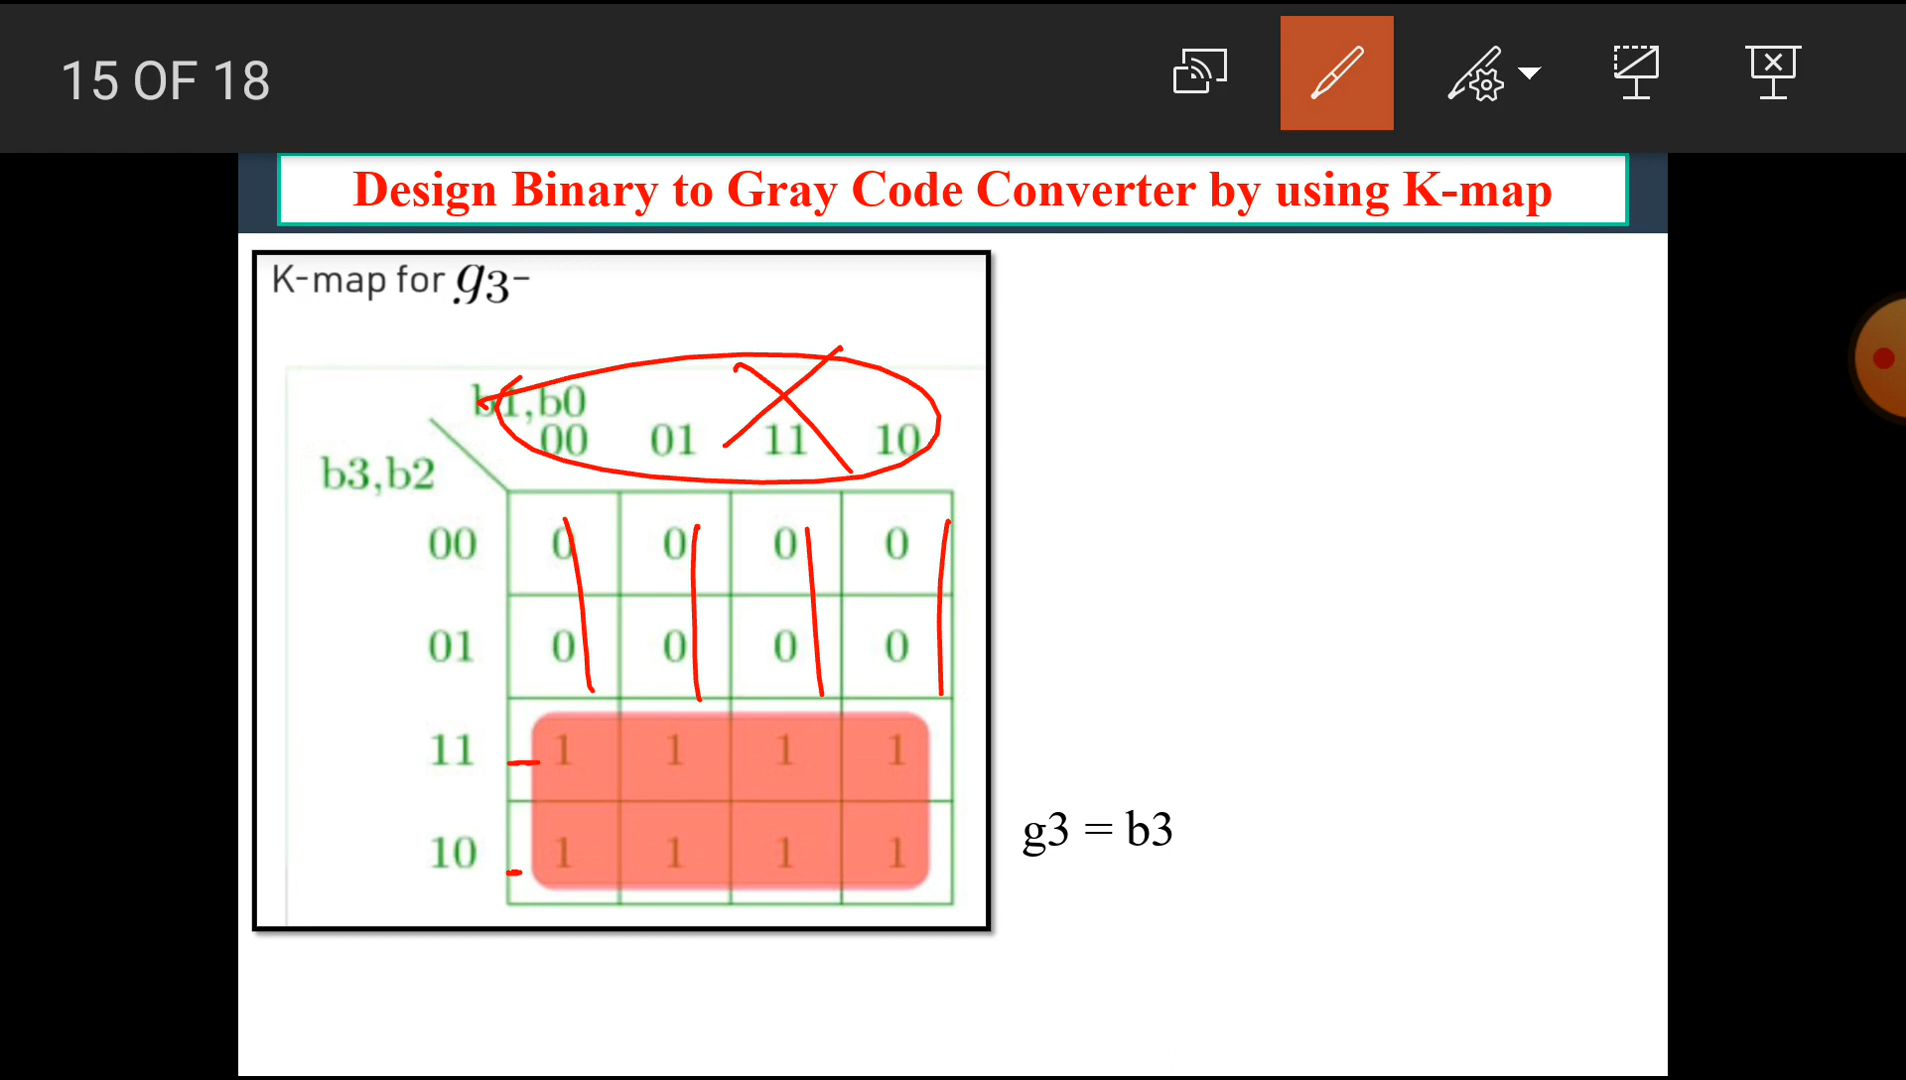 15 OF 18
Design Binary to Gray Code Converter by using K-map
K-map for g3-
b1,b0
00 01 11 10
b3,b2
00 0 0 0 0
01 0 0 0 0
11 1 1 1 1
10 1 1 1 1
g3 = b3